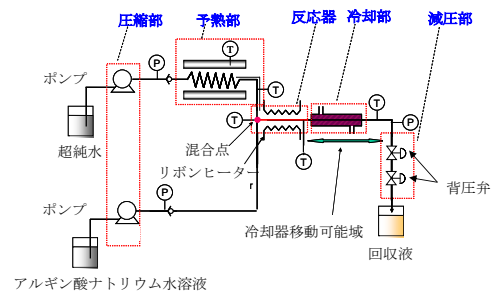 圧縮部
予熱部
反応器
冷却部
減圧部
P
T
ポンプ
T
T
T
P
超純水
混合点
リボンヒーター
T
r
背圧弁
P
ポンプ
冷却器移動可能域
回収液
アルギン酸ナトリウム水溶液